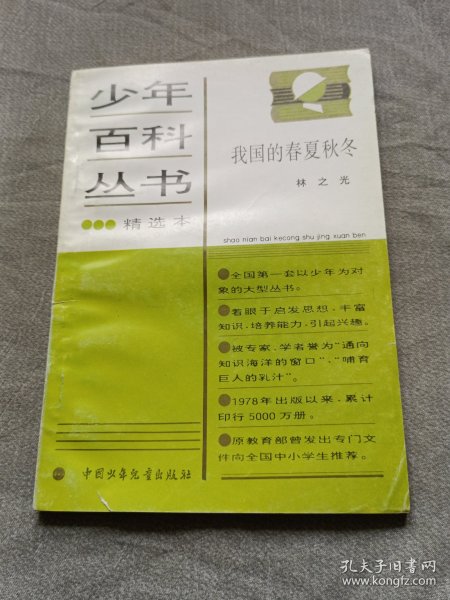 少年
百科
丛书
精选本
我国的春夏秋冬
林之光
shao nian bai kecong shu jing xuan ben
全国第一套以少年为对
象的大型丛书。
着眼于启发思想，丰富
知识，培养能力，引起兴趣。
被专家、学者誉为“通向
知识海洋的窗口”、“哺育
巨人的乳汁”。
1978年出版以来，累计
印行5000万册。
原教育部曾发出专门文
件向全国中小学生推荐。
中国少年儿童出版社
孔夫子旧书网
www.kongfz.com